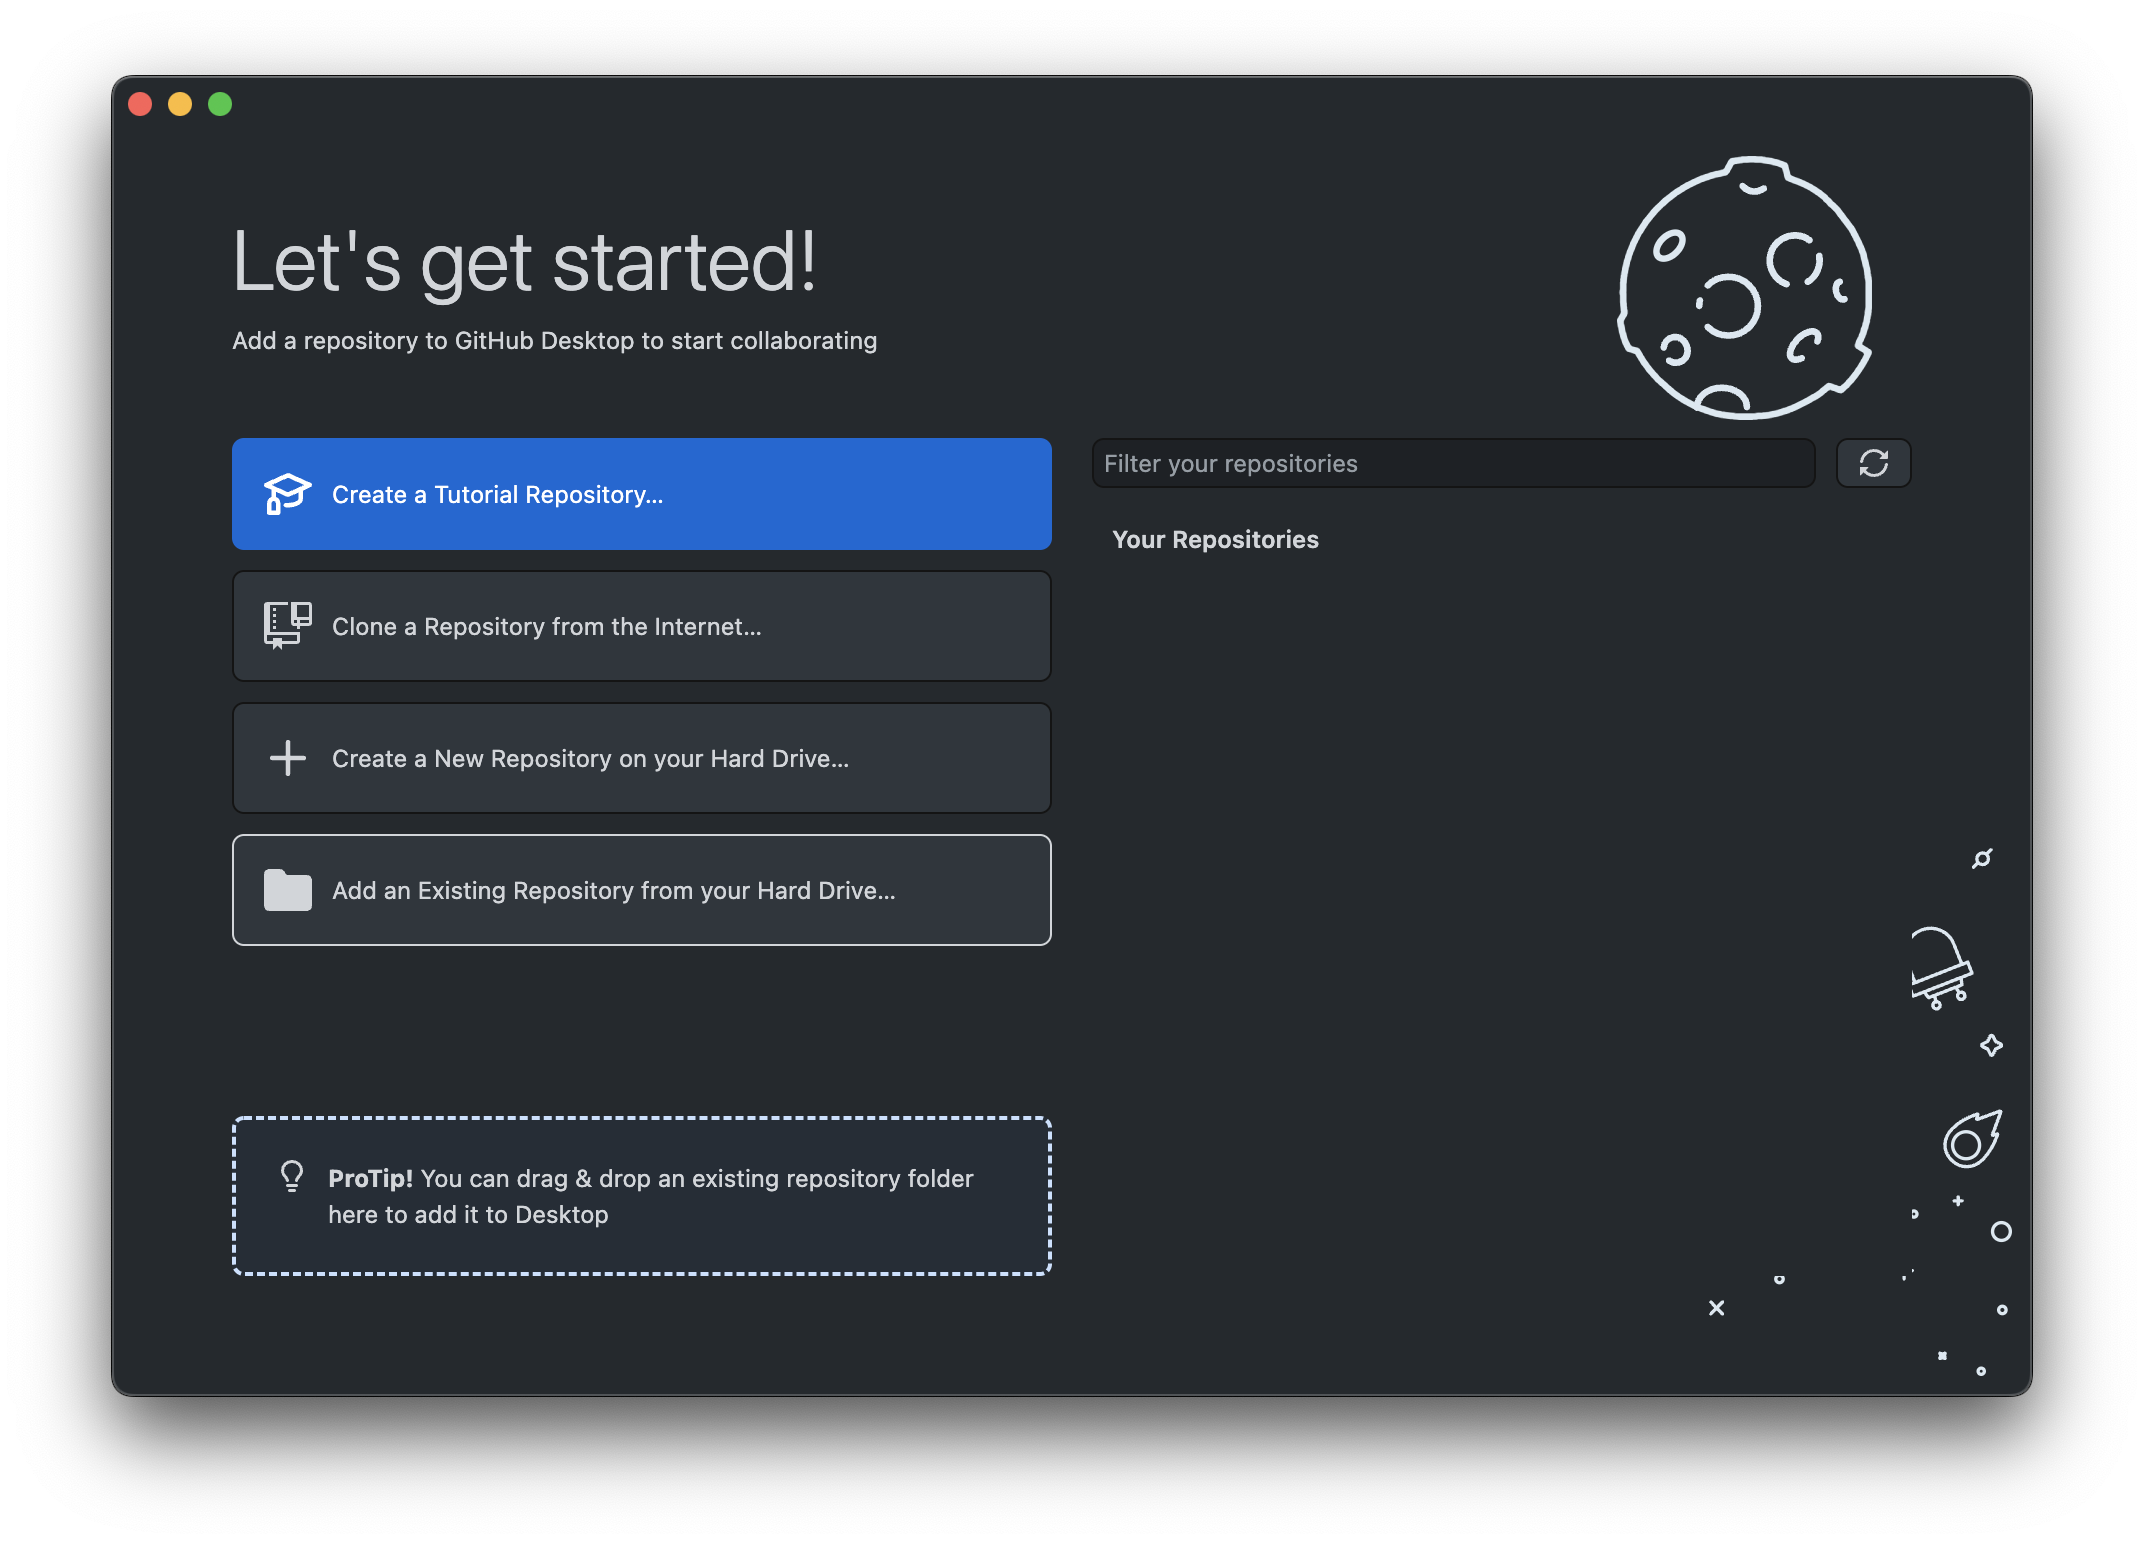 Let's get started!
Add a repository to GitHub Desktop to start collaborating
Create a Tutorial Repository...
Clone a Repository from the Internet...
Create a New Repository on your Hard Drive...
Add an Existing Repository from your Hard Drive...
ProTip! You can drag & drop an existing repository folder
here to add it to Desktop
Filter your repositories
Your Repositories